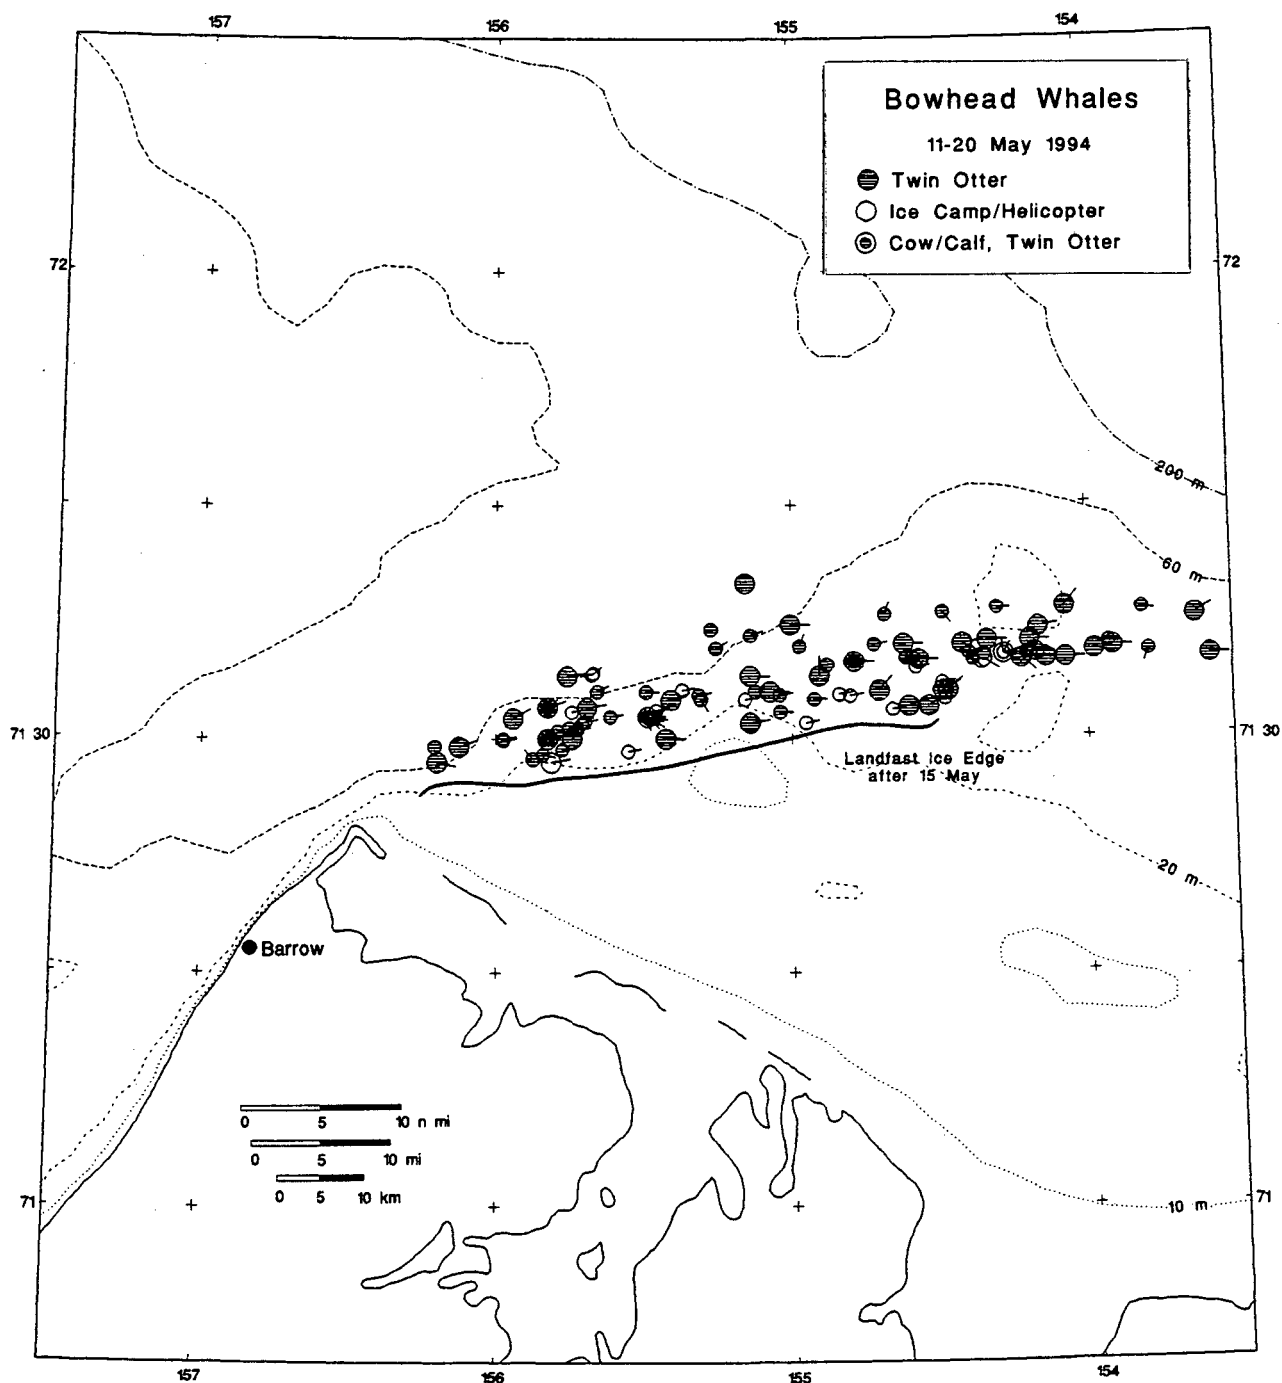 157 156 155 154
Bowhead Whales
11-20 May 1994
Twin Otter
Ice Camp/Helicopter
Cow/Calf, Twin Otter
72 72
200 m
60 m
71 30 71 30
Landfast Ice Edge
after 15 May
20 m
Barrow
0 5 10 n mi
0 5 10 mi
0 5 10 km
71 71
10 m
157 156 155 154